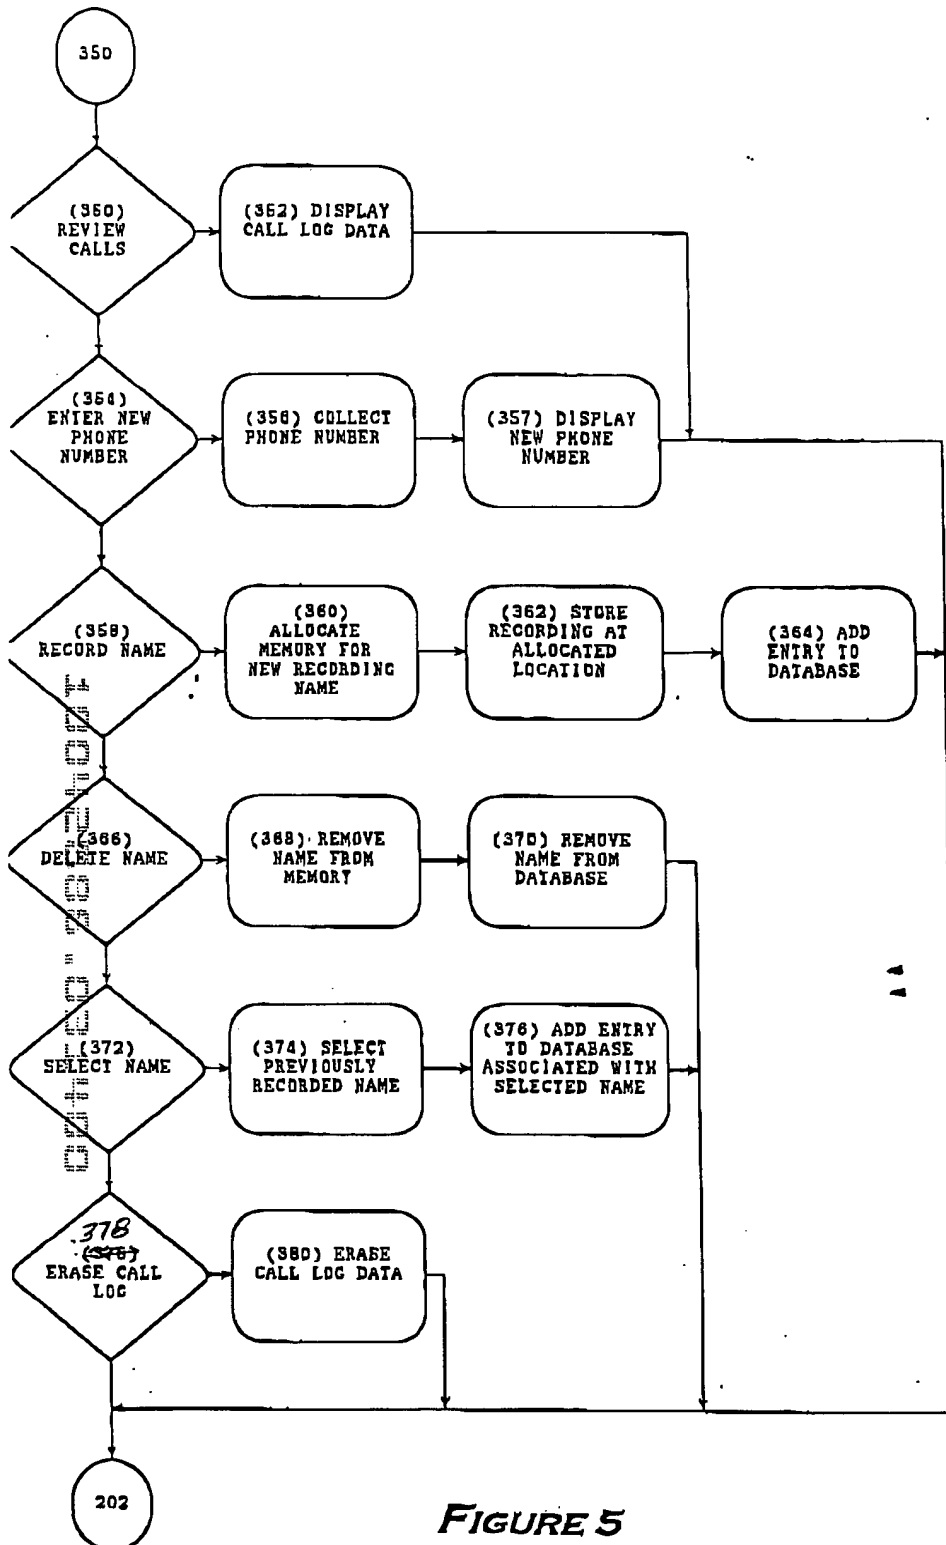 350
(350)
REVIEW
CALLS
(352) DISPLAY
CALL LOG DATA
(354)
ENTER NEW
PHONE
NUMBER
(356) COLLECT
PHONE NUMBER
(357) DISPLAY
NEW PHONE
NUMBER
(358)
RECORD NAME
(360)
ALLOCATE
MEMORY FOR
NEW RECORDING
NAME
(362) STORE
RECORDING AT
ALLOCATED
LOCATION
(364) ADD
ENTRY TO
DATABASE
(366)
DELETE NAME
(368) REMOVE
NAME FROM
MEMORY
(370) REMOVE
NAME FROM
DATABASE
(372)
SELECT NAME
(374) SELECT
PREVIOUSLY
RECORDED NAME
(376) ADD ENTRY
TO DATABASE
ASSOCIATED WITH
SELECTED NAME
378
(376)
ERASE CALL
LOG
(380) ERASE
CALL LOG DATA
202
FIGURE 5